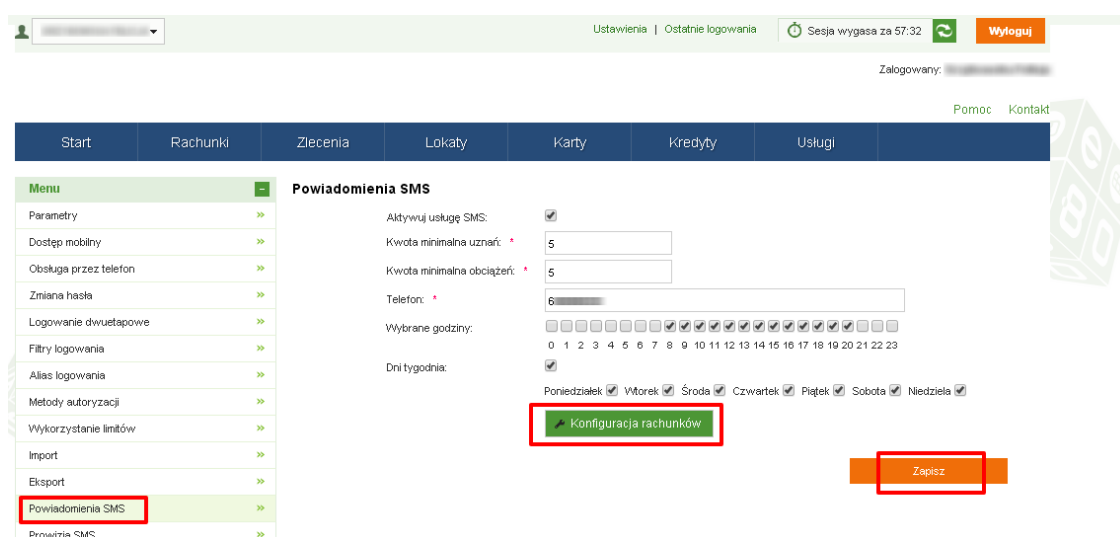 Ustawienia | Ostatnie logowania Sesja wygasa za 57:32 Wyloguj
Zalogowany:
Pomoc Kontakt
Start Rachunki Zlecenia Lokaty Karty Kredyty Usługi
Menu
Parametry
Dostęp mobilny
Obsługa przez telefon
Zmiana hasła
Logowanie dwuetapowe
Filtry logowania
Alias logowania
Metody autoryzacji
Wykorzystanie limitów
Import
Eksport
Powiadomienia SMS
Prowizja SMS
Powiadomienia SMS
Aktywuj usługę SMS:
Kwota minimalna uznań: * 5
Kwota minimalna obciążeń: * 5
Telefon: * 6
Wybrane godziny:
0 1 2 3 4 5 6 7 8 9 10 11 12 13 14 15 16 17 18 19 20 21 22 23
Dni tygodnia:
Poniedziałek Wtorek Środa Czwartek Piątek Sobota Niedziela
Konfiguracja rachunków
Zapisz